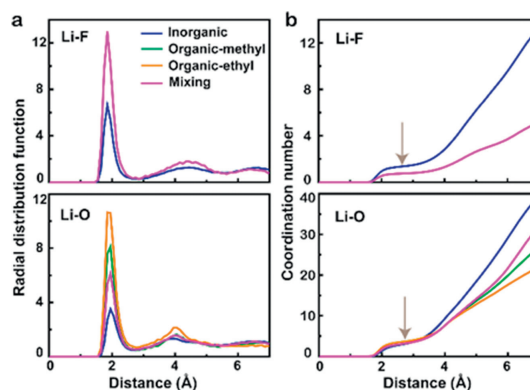 a
Li-F
Inorganic
Organic-methyl
Organic-ethyl
Mixing
12
8
4
0
Li-O
12
8
4
0
0 2 4 6
Radial distribution function
Distance (Å)
b
Li-F
12
8
4
0
Li-O
40
30
20
10
0
0 2 4 6
Coordination number
Distance (Å)